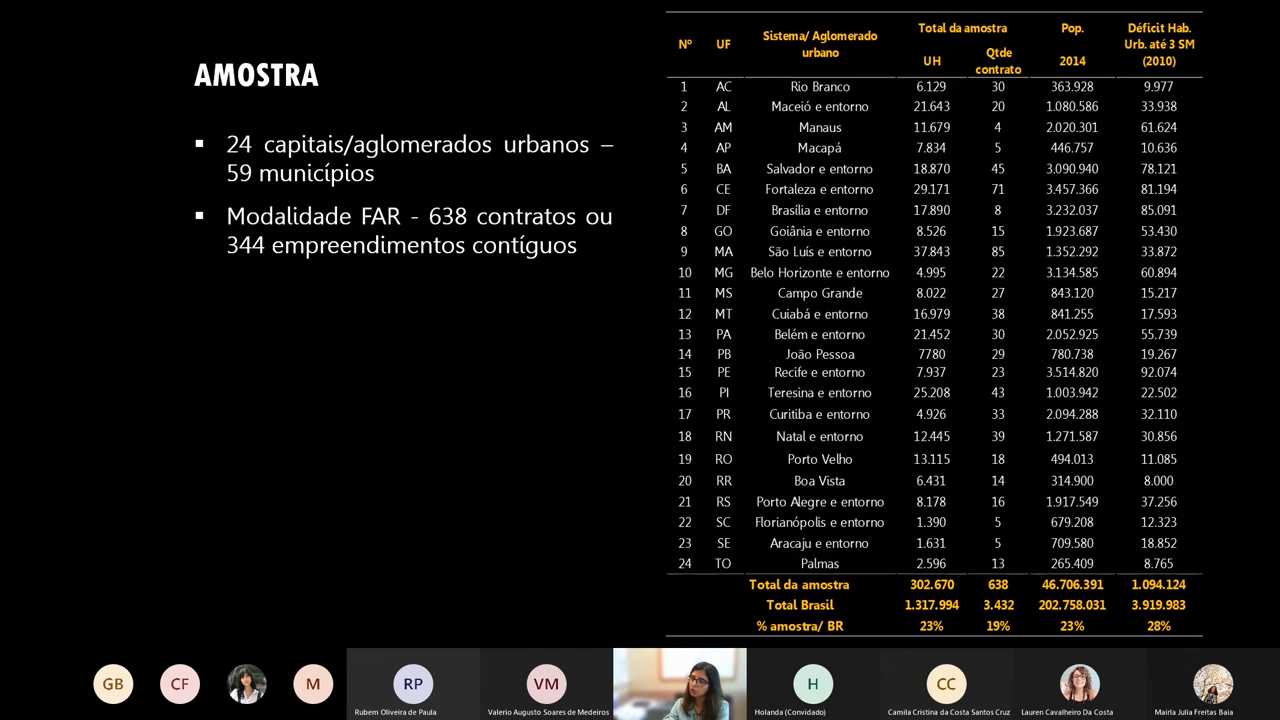 AMOSTRA
▪ 24 capitais/aglomerados urbanos –
59 municípios
▪ Modalidade FAR - 638 contratos ou
344 empreendimentos contíguos
Nº UF Sistema/ Aglomerado urbano Total da amostra UH Qtde contrato Pop. 2014 Déficit Hab. Urb. até 3 SM (2010)
1 AC Rio Branco 6.129 30 363.928 9.977
2 AL Maceió e entorno 21.643 20 1.080.586 33.938
3 AM Manaus 11.679 4 2.020.301 61.624
4 AP Macapá 7.834 5 446.757 10.636
5 BA Salvador e entorno 18.870 45 3.090.940 78.121
6 CE Fortaleza e entorno 29.171 71 3.457.366 81.194
7 DF Brasília e entorno 17.890 8 3.232.037 85.091
8 GO Goiânia e entorno 8.526 15 1.923.687 53.430
9 MA São Luís e entorno 37.843 85 1.352.292 33.872
10 MG Belo Horizonte e entorno 4.995 22 3.134.585 60.894
11 MS Campo Grande 8.022 27 843.120 15.217
12 MT Cuiabá e entorno 16.979 38 841.255 17.593
13 PA Belém e entorno 21.452 30 2.052.925 55.739
14 PB João Pessoa 7780 29 780.738 19.267
15 PE Recife e entorno 7.937 23 3.514.820 92.074
16 PI Teresina e entorno 25.208 43 1.003.942 22.502
17 PR Curitiba e entorno 4.926 33 2.094.288 32.110
18 RN Natal e entorno 12.445 39 1.271.587 30.856
19 RO Porto Velho 13.115 18 494.013 11.085
20 RR Boa Vista 6.431 14 314.900 8.000
21 RS Porto Alegre e entorno 8.178 16 1.917.549 37.256
22 SC Florianópolis e entorno 1.390 5 679.208 12.323
23 SE Aracaju e entorno 1.631 5 709.580 18.852
24 TO Palmas 2.596 13 265.409 8.765
Total da amostra 302.670 638 46.706.391 1.094.124
Total Brasil 1.317.994 3.432 202.758.031 3.919.983
% amostra/ BR 23% 19% 23% 28%
GB CF M RP VM H CC
Rubem Oliveira de Paula Valerio Augusto Soares de Medeiros Holanda (Convidado) Camila Cristina da Costa Santos Cruz Lauren Cavalheiro Da Costa Mairla Julia Freitas Baia